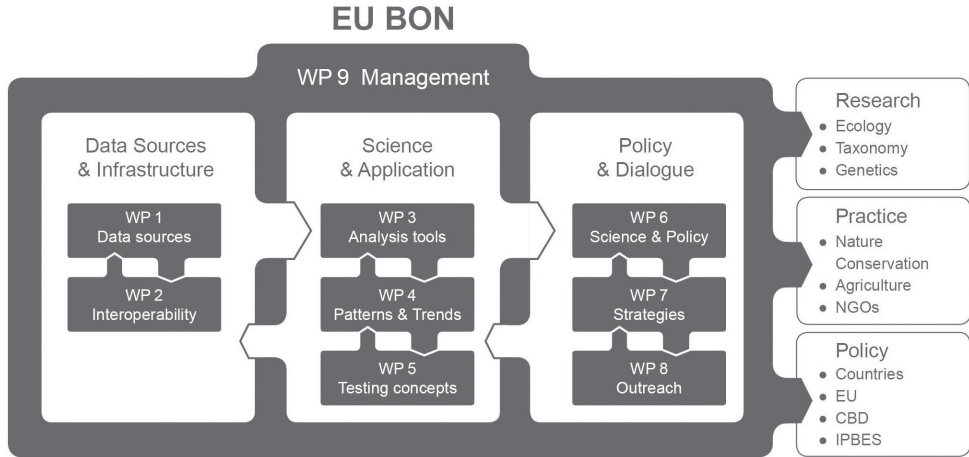 EU BON
WP 9 Management
Data Sources
& Infrastructure
WP 1
Data sources
WP 2
Interoperability
Science
& Application
WP 3
Analysis tools
WP 4
Patterns & Trends
WP 5
Testing concepts
Policy
& Dialogue
WP 6
Science & Policy
WP 7
Strategies
WP 8
Outreach
Research
• Ecology
• Taxonomy
• Genetics
Practice
• Nature
Conservation
• Agriculture
• NGOs
Policy
• Countries
• EU
• CBD
• IPBES